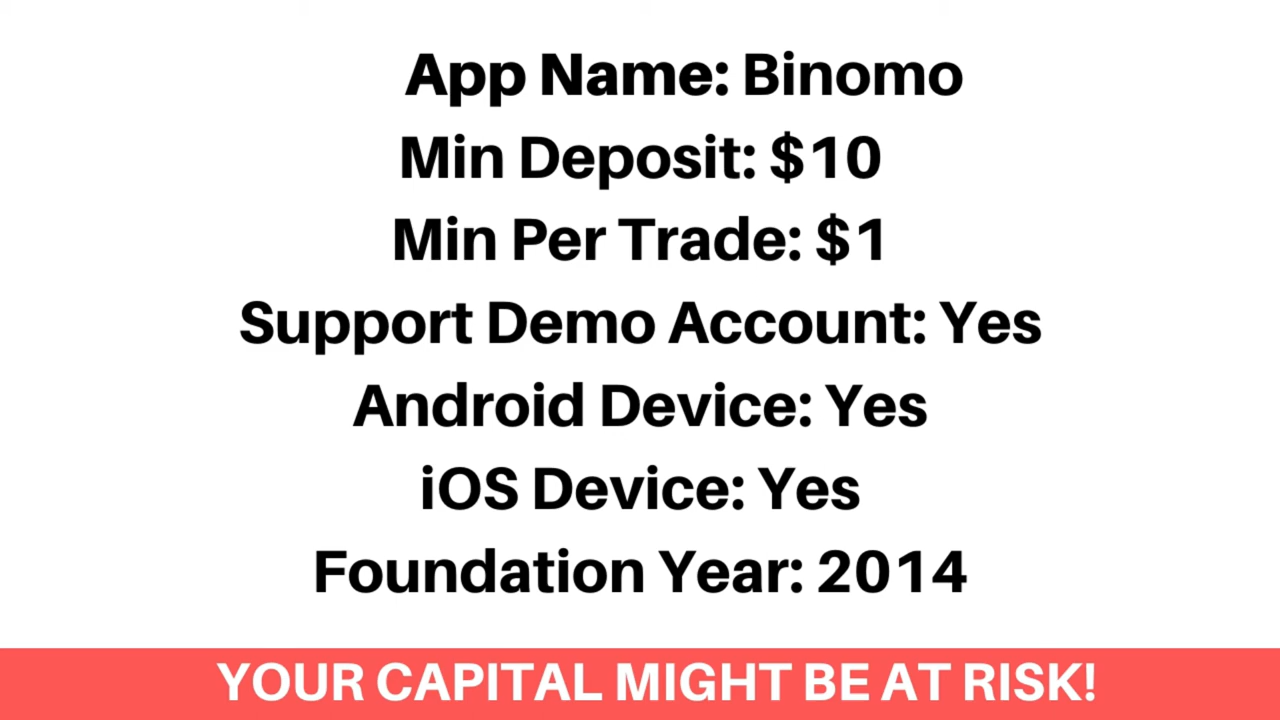 App Name: Binomo
Min Deposit: $10
Min Per Trade: $1
Support Demo Account: Yes
Android Device: Yes
iOS Device: Yes
Foundation Year: 2014
YOUR CAPITAL MIGHT BE AT RISK!